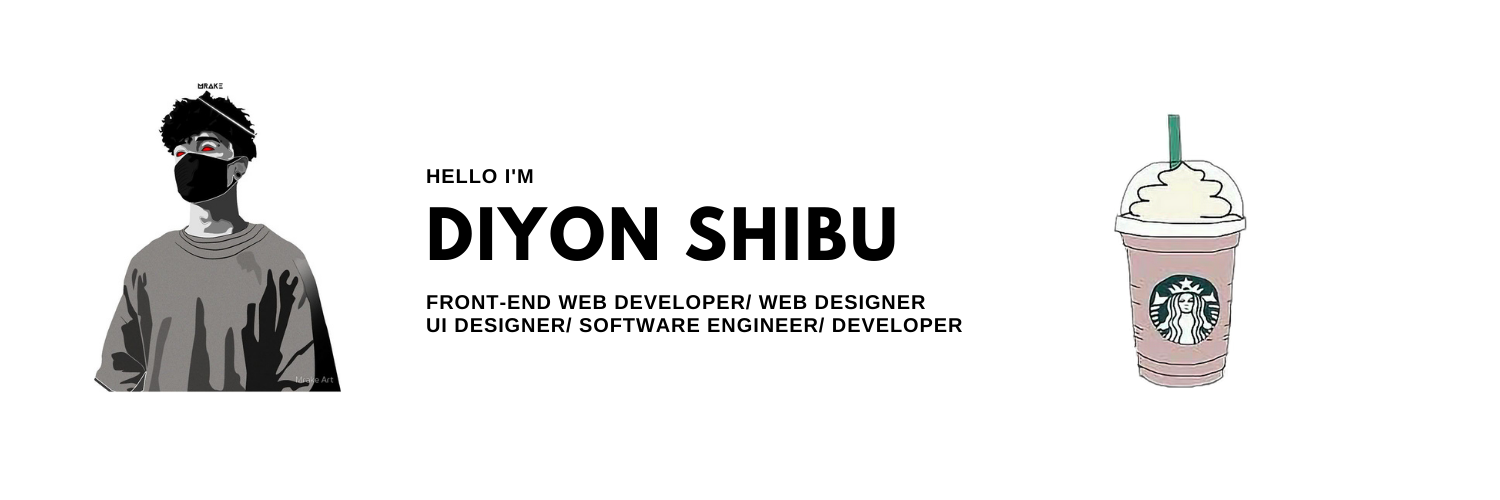 MRAKE
HELLO I'M
DIYON SHIBU
FRONT-END WEB DEVELOPER/ WEB DESIGNER
UI DESIGNER/ SOFTWARE ENGINEER/ DEVELOPER
Mrake Art